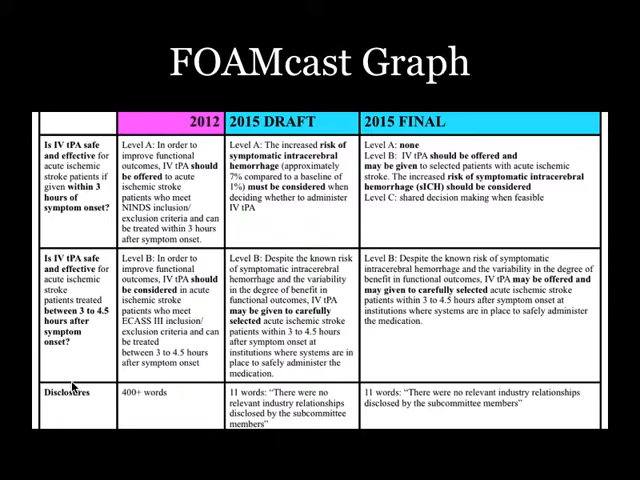 FOAMcast Graph
2012
2015 DRAFT
2015 FINAL
Is IV tPA safe
and effective for
acute ischemic
stroke patients if
given within 3
hours of
symptom onset?
Level A: In order to
improve functional
outcomes, IV tPA should
be offered to acute
ischemic stroke
patients who meet
NINDS inclusion/
exclusion criteria and can
be treated within 3 hours
after symptom onset.
Level A: The increased risk of
symptomatic intracerebral
hemorrhage (approximately
7% compared to a baseline of
1%) must be considered when
deciding whether to administer
IV tPA
Level A: none
Level B: IV tPA should be offered and
may be given to selected patients with acute ischemic
stroke. The increased risk of symptomatic intracerebral
hemorrhage (sICH) should be considered
Level C: shared decision making when feasible
Is IV tPA safe
and effective for
acute ischemic
stroke
patients treated
between 3 to 4.5
hours after
symptom
onset?
Level B: In order to
improve functional
outcomes, IV tPA should
be considered in acute
ischemic stroke
patients who meet
ECASS III inclusion/
exclusion criteria and can
be treated
between 3 to 4.5 hours
after symptom onset
Level B: Despite the known risk
of symptomatic intracerebral
hemorrhage and the variability
in the degree of benefit in
functional outcomes, IV tPA
may be given to carefully
selected acute ischemic stroke
patients within 3 to 4.5 hours
after symptom onset at
institutions where systems are in
place to safely administer the
medication.
Level B: Despite the known risk of symptomatic
intracerebral hemorrhage and the variability in the degree of
benefit in functional outcomes, IV tPA may be offered and
may be given to carefully selected acute ischemic stroke
patients within 3 to 4.5 hours after symptom onset at
institutions where systems are in place to safely administer
the medication.
Disclosures
400+ words
11 words: “There were no
relevant industry relationships
disclosed by the subcommittee
members”
11 words: “There were no relevant industry relationships
disclosed by the subcommittee members”